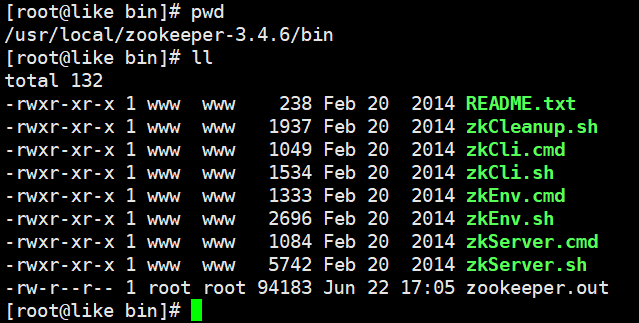 [root@like bin]# pwd
/usr/local/zookeeper-3.4.6/bin
[root@like bin]# ll
total 132
-rwxr-xr-x 1 www  www    238 Feb 20  2014 README.txt
-rwxr-xr-x 1 www  www   1937 Feb 20  2014 zkCleanup.sh
-rwxr-xr-x 1 www  www   1049 Feb 20  2014 zkCli.cmd
-rwxr-xr-x 1 www  www   1534 Feb 20  2014 zkCli.sh
-rwxr-xr-x 1 www  www   1333 Feb 20  2014 zkEnv.cmd
-rwxr-xr-x 1 www  www   2696 Feb 20  2014 zkEnv.sh
-rwxr-xr-x 1 www  www   1084 Feb 20  2014 zkServer.cmd
-rwxr-xr-x 1 www  www   5742 Feb 20  2014 zkServer.sh
-rw-r--r-- 1 root root 94183 Jun 22 17:05 zookeeper.out
[root@like bin]#